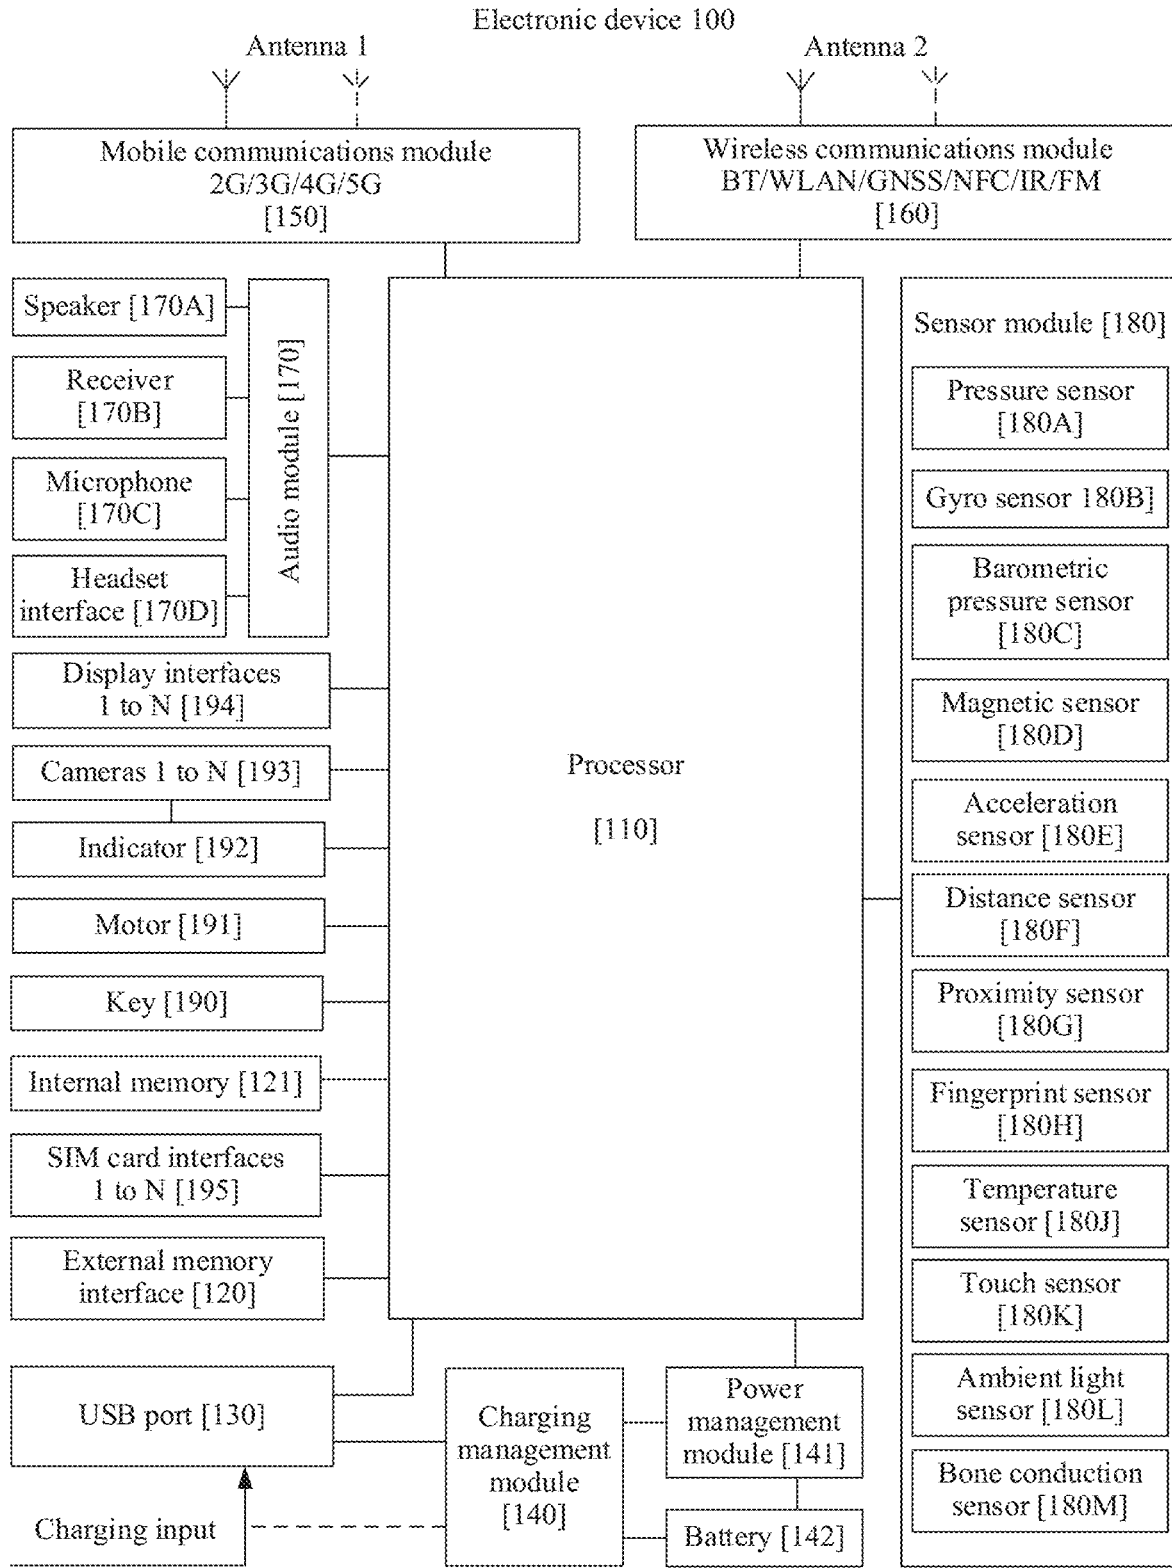 Electronic device 100
Antenna 1
Antenna 2
Mobile communications module
2G/3G/4G/5G
[150]
Wireless communications module
BT/WLAN/GNSS/NFC/IR/FM
[160]
Speaker [170A]
Receiver
[170B]
Microphone
[170C]
Headset
interface [170D]
Audio module [170]
Display interfaces
1 to N [194]
Cameras 1 to N [193]
Indicator [192]
Motor [191]
Key [190]
Internal memory [121]
SIM card interfaces
1 to N [195]
External memory
interface [120]
Processor
[110]
Sensor module [180]
Pressure sensor
[180A]
Gyro sensor 180B]
Barometric
pressure sensor
[180C]
Magnetic sensor
[180D]
Acceleration
sensor [180E]
Distance sensor
[180F]
Proximity sensor
[180G]
Fingerprint sensor
[180H]
Temperature
sensor [180J]
Touch sensor
[180K]
Ambient light
sensor [180L]
Bone conduction
sensor [180M]
USB port [130]
Charging input
Charging
management
module
[140]
Power
management
module [141]
Battery [142]